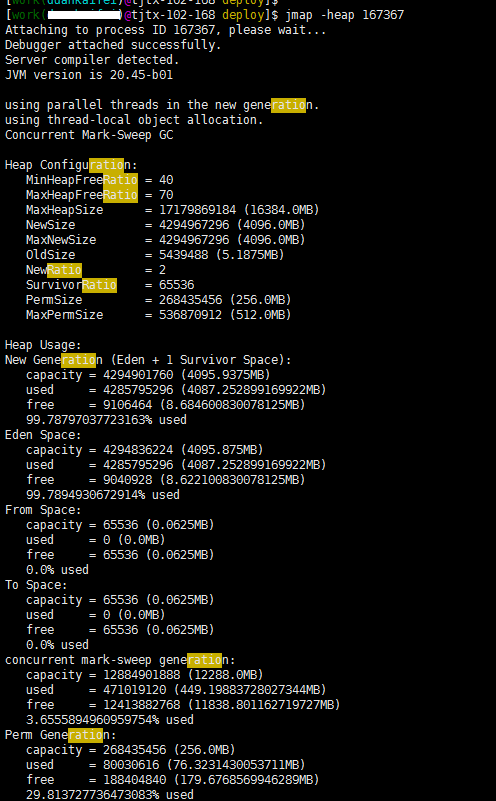 [work(duankaifei)@tjtx-102-168 deploy]$
[work( )@tjtx-102-168 deploy]$ jmap -heap 167367
Attaching to process ID 167367, please wait...
Debugger attached successfully.
Server compiler detected.
JVM version is 20.45-b01
using parallel threads in the new generation.
using thread-local object allocation.
Concurrent Mark-Sweep GC
Heap Configuration:
MinHeapFreeRatio = 40
MaxHeapFreeRatio = 70
MaxHeapSize = 17179869184 (16384.0MB)
NewSize = 4294967296 (4096.0MB)
MaxNewSize = 4294967296 (4096.0MB)
OldSize = 5439488 (5.1875MB)
NewRatio = 2
SurvivorRatio = 65536
PermSize = 268435456 (256.0MB)
MaxPermSize = 536870912 (512.0MB)
Heap Usage:
New Generation (Eden + 1 Survivor Space):
capacity = 4294901760 (4095.9375MB)
used = 4285795296 (4087.252899169922MB)
free = 9106464 (8.684600830078125MB)
99.78797037723163% used
Eden Space:
capacity = 4294836224 (4095.875MB)
used = 4285795296 (4087.252899169922MB)
free = 9040928 (8.622100830078125MB)
99.7894930672914% used
From Space:
capacity = 65536 (0.0625MB)
used = 0 (0.0MB)
free = 65536 (0.0625MB)
0.0% used
To Space:
capacity = 65536 (0.0625MB)
used = 0 (0.0MB)
free = 65536 (0.0625MB)
0.0% used
concurrent mark-sweep generation:
capacity = 12884901888 (12288.0MB)
used = 471019120 (449.19883728027344MB)
free = 12413882768 (11838.801162719727MB)
3.6555894960959754% used
Perm Generation:
capacity = 268435456 (256.0MB)
used = 80030616 (76.3231430053711MB)
free = 188404840 (179.6768569946289MB)
29.813727736473083% used